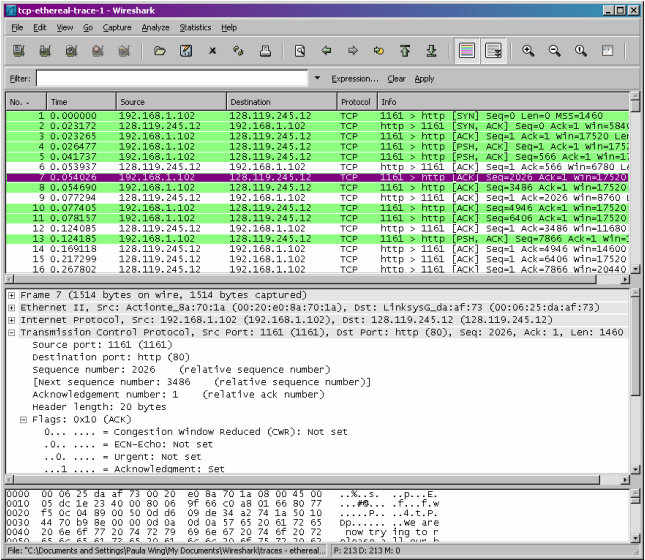 tcp-ethereal-trace-1 - Wireshark
File Edit View Go Capture Analyze Statistics Help
Filter: Expression... Clear Apply
No. . Time Source Destination Protocol Info
1 0.000000 192.168.1.102 128.119.245.12 TCP 1161 > http [SYN] Seq=0 Len=0 MSS=1460
2 0.023172 192.168.1.102 128.119.245.12 TCP 1161 > http [SYN, ACK] Seq=0 Ack=1 Win=5840
3 0.023265 192.168.1.102 128.119.245.12 TCP 1161 > http [ACK] Seq=1 Ack=1 Win=17520 Len
4 0.026477 192.168.1.102 128.119.245.12 TCP 1161 > http [PSH, ACK] Seq=1 Ack=1 Win=1752
5 0.041737 192.168.1.102 128.119.245.12 TCP 1161 > http [PSH, ACK] Seq=566 Ack=1 Win=17
6 0.053937 128.119.245.12 192.168.1.102 TCP 1161 > http [ACK] Seq=1 Ack=566 Win=6780 Le
7 0.054026 192.168.1.102 128.119.245.12 TCP 1161 > http [ACK] Seq=2026 Ack=1 Win=17520
8 0.054690 192.168.1.102 128.119.245.12 TCP 1161 > http [ACK] Seq=3486 Ack=1 Win=17520
9 0.077294 128.119.245.12 192.168.1.102 TCP 1161 > http [ACK] Seq=1 Ack=2026 Win=8760 L
10 0.077405 192.168.1.102 128.119.245.12 TCP 1161 > http [ACK] Seq=4946 Ack=1 Win=17520
11 0.078157 192.168.1.102 128.119.245.12 TCP 1161 > http [ACK] Seq=6406 Ack=1 Win=17520
12 0.124085 128.119.245.12 192.168.1.102 TCP 1161 > http [ACK] Seq=1 Ack=3486 Win=11680
13 0.124185 192.168.1.102 128.119.245.12 TCP 1161 > http [PSH, ACK] Seq=7866 Ack=1 Win=1
14 0.169118 128.119.245.12 192.168.1.102 TCP 1161 > http [ACK] Seq=1 Ack=4946 Win=14600
15 0.217299 128.119.245.12 192.168.1.102 TCP 1161 > http [ACK] Seq=1 Ack=6406 Win=17520
16 0.267802 128.119.245.12 192.168.1.102 TCP 1161 > http [ACK] Seq=1 Ack=7866 Win=20440
Frame 7 (1514 bytes on wire, 1514 bytes captured)
Ethernet II, Src: Actionte_8a:70:1a (00:20:e0:8a:70:1a), Dst: LinksysG_da:af:73 (00:06:25:da:af:73)
Internet Protocol, Src: 192.168.1.102 (192.168.1.102), Dst: 128.119.245.12 (128.119.245.12)
Transmission Control Protocol, Src Port: 1161 (1161), Dst Port: http (80), Seq: 2026, Ack: 1, Len: 1460
Source port: 1161 (1161)
Destination port: http (80)
Sequence number: 2026 (relative sequence number)
[Next sequence number: 3486 (relative sequence number)]
Acknowledgement number: 1 (relative ack number)
Header length: 20 bytes
Flags: 0x10 (ACK)
0... .... = Congestion Window Reduced (CWR): Not set
.0.. .... = ECN-Echo: Not set
..0. .... = Urgent: Not set
...1 .... = Acknowledgment: Set
0000 00 06 25 da af 73 00 20 e0 8a 70 1a 08 00 45 00 ..%..s. ..p...E.
0010 05 dc 1e 23 40 00 80 06 9f 66 c0 a8 01 66 80 77 ...#@... .f...f.w
0020 f5 0c 04 89 00 50 0d d6 09 de 34 a2 74 1a 50 10 .....P.. ..4.t.P.
0030 44 70 b9 8e 00 00 0d 0a 0d 0a 57 65 20 61 72 65 Dp...... ..We are
0040 20 6e 6f 77 20 74 72 79 69 6e 67 20 74 6f 20 72 now try ing to r
File: "C:\Documents and Settings\Paula Wing\My Documents\Wireshark\traces - ethereal... P: 213 D: 213 M: 0